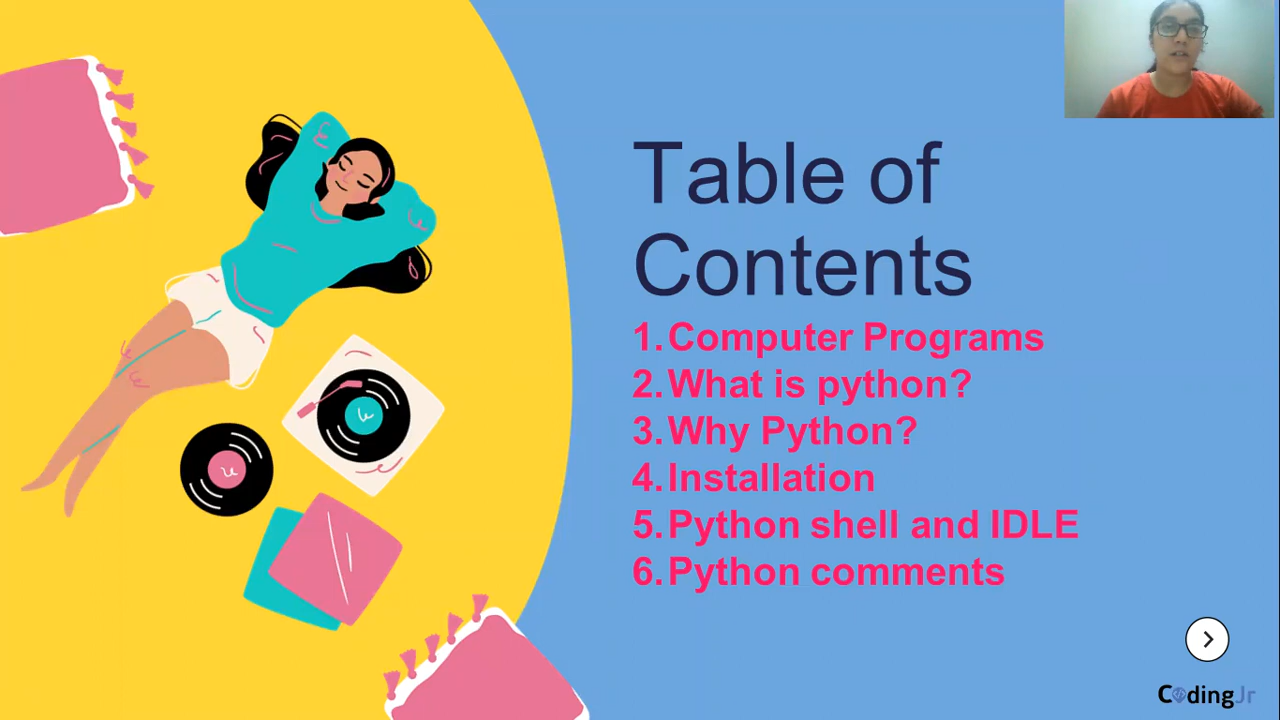 Table of
Contents
1.Computer Programs
2.What is python?
3.Why Python?
4.Installation
5.Python shell and IDLE
6.Python comments
CodingJr